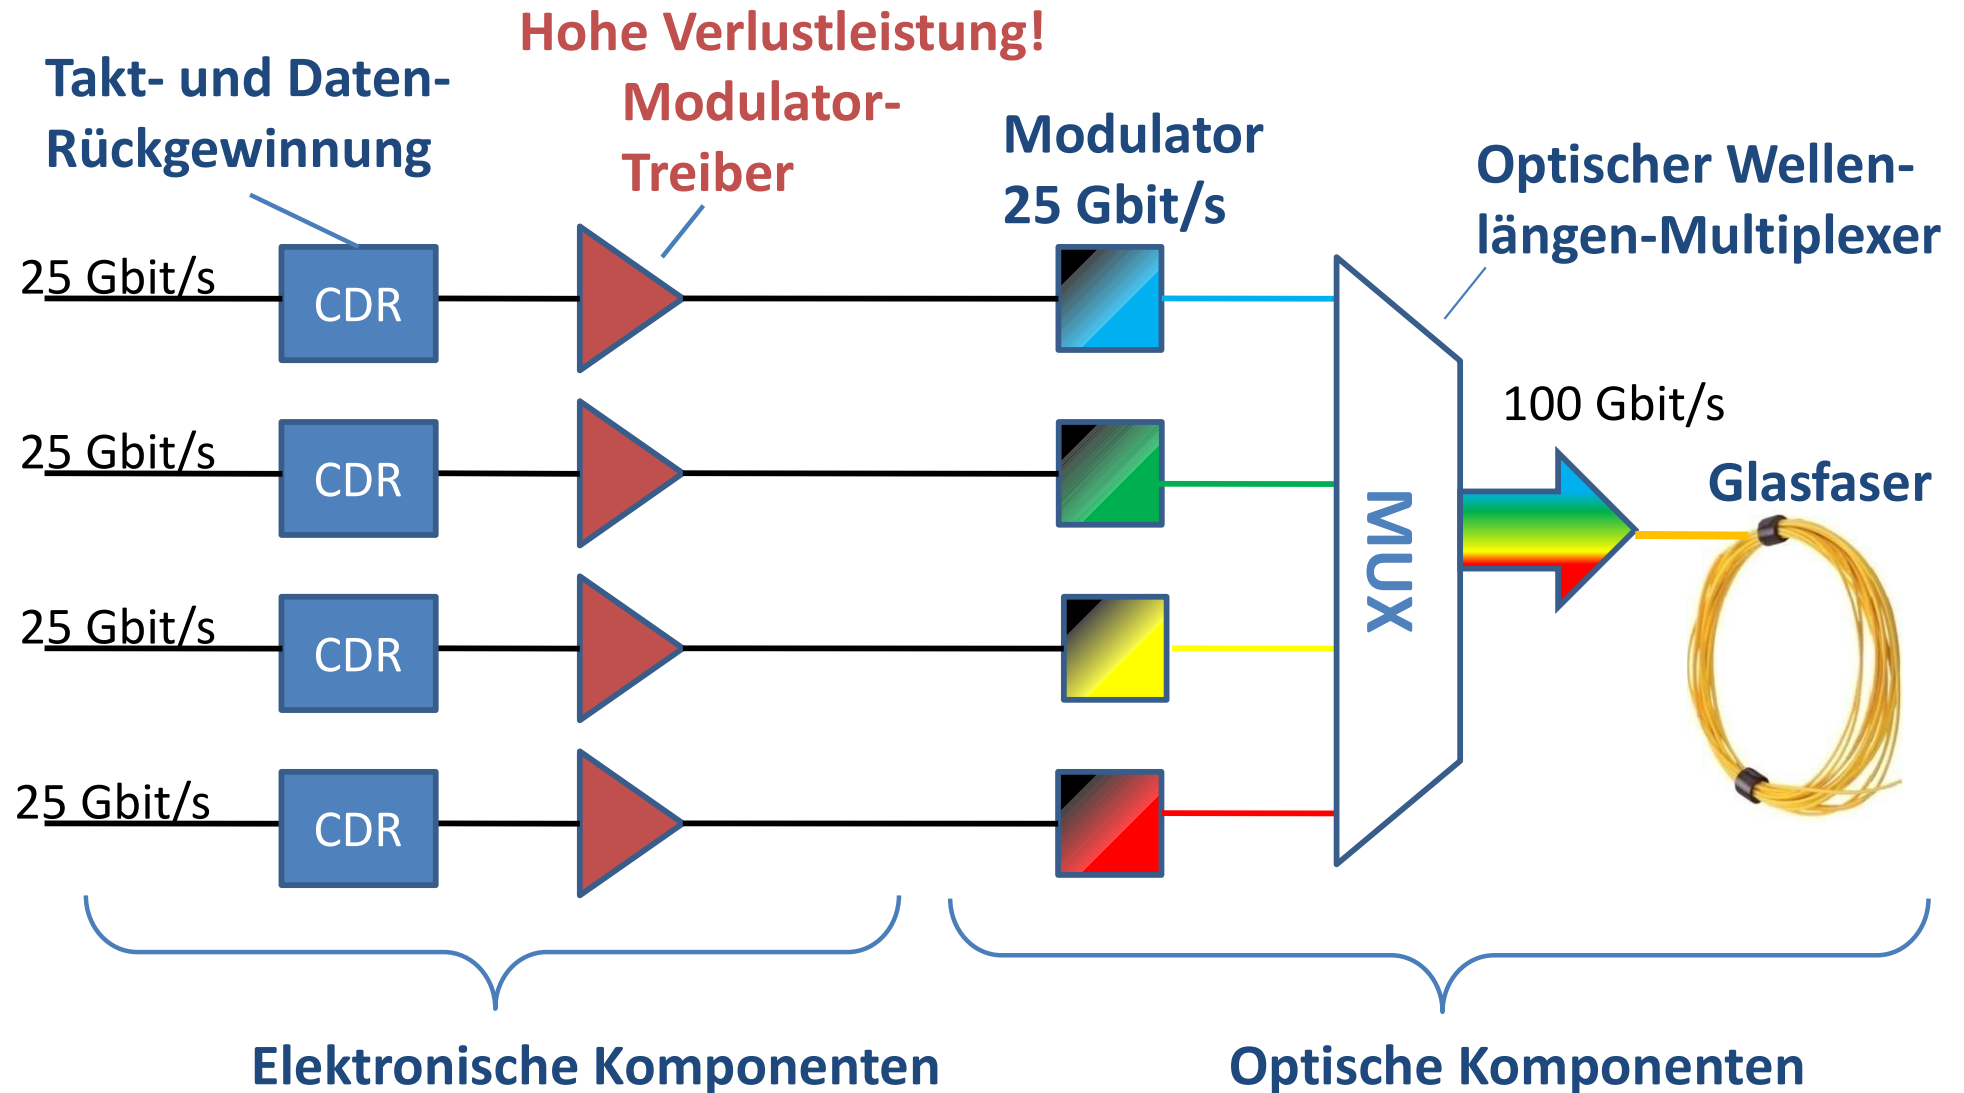 Hohe Verlustleistung!
Takt- und Daten-
Rückgewinnung
Modulator-
Treiber
Modulator
25 Gbit/s
Optischer Wellen-
längen-Multiplexer
25 Gbit/s
CDR
25 Gbit/s
CDR
25 Gbit/s
CDR
25 Gbit/s
CDR
MUX
100 Gbit/s
Glasfaser
Elektronische Komponenten
Optische Komponenten